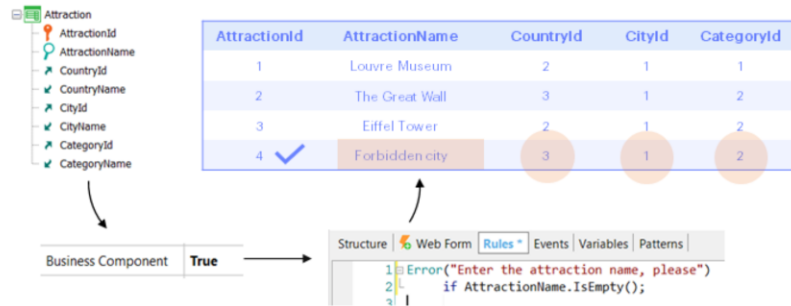 Attraction
AttractionId
AttractionName
CountryId
CountryName
CityId
CityName
CategoryId
CategoryName
AttractionId AttractionName CountryId CityId CategoryId
1 Louvre Museum 2 1 1
2 The Great Wall 3 1 2
3 Eiffel Tower 2 1 2
4 Forbidden city 3 1 2
Business Component True
Structure Web Form Rules * Events Variables Patterns
1 Error("Enter the attraction name, please")
2 if AttractionName.IsEmpty();
3